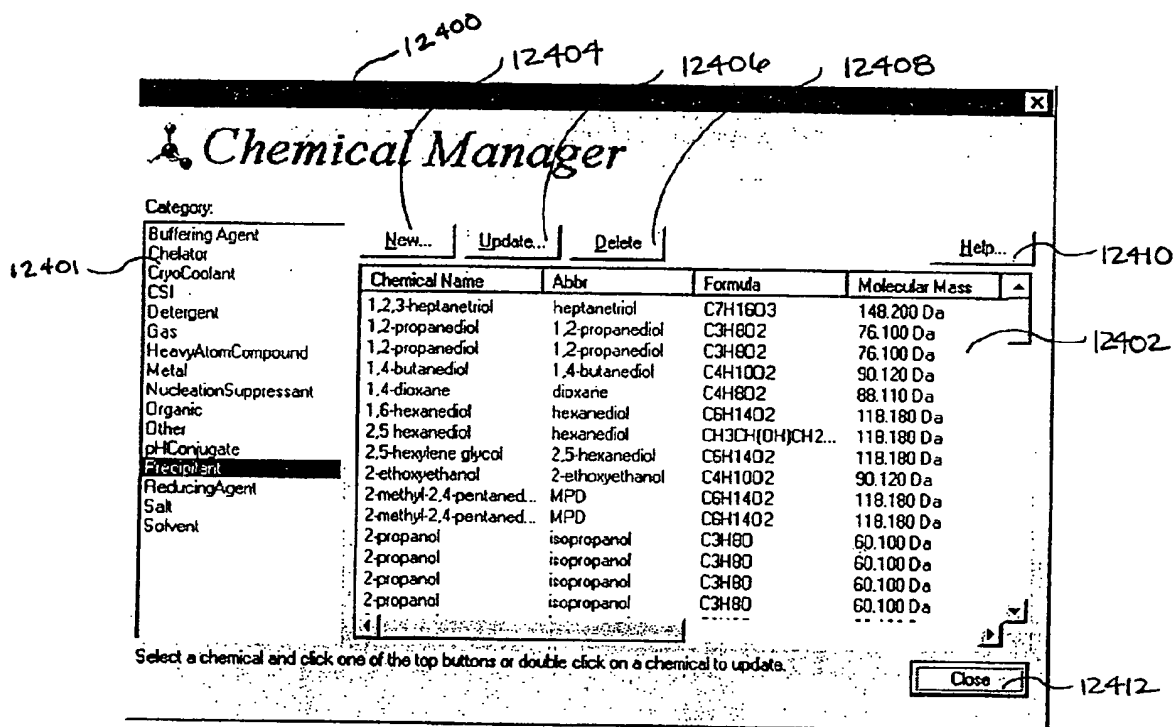 12400
12404
12406
12408
Chemical Manager
Category:
Buffering Agent
Chelator
CryoCoolant
CSI
Detergent
Gas
HeavyAtomCompound
Metal
NucleationSuppressant
Organic
Other
pHConjugate
Precipitant
ReducingAgent
Salt
Solvent
12401
New... Update... Delete Help...
12410
Chemical Name Abbr Formula Molecular Mass
1,2,3-heptanetriol heptanetriol C7H16O3 148.200 Da
1,2-propanediol 1,2-propanediol C3H8O2 76.100 Da
1,2-propanediol 1,2-propanediol C3H8O2 76.100 Da
1,4-butanediol 1,4-butanediol C4H10O2 90.120 Da
1,4-dioxane dioxane C4H8O2 88.110 Da
1,6-hexanediol hexanediol C6H14O2 118.180 Da
2,5 hexanediol hexanediol CH3CH(OH)CH2... 118.180 Da
2,5-hexylene glycol 2,5-hexanediol C6H14O2 118.180 Da
2-ethoxyethanol 2-ethoxyethanol C4H10O2 90.120 Da
2-methyl-2,4-pentaned... MPD C6H14O2 118.180 Da
2-methyl-2,4-pentaned... MPD C6H14O2 118.180 Da
2-propanol isopropanol C3H8O 60.100 Da
2-propanol isopropanol C3H8O 60.100 Da
2-propanol isopropanol C3H8O 60.100 Da
2-propanol isopropanol C3H8O 60.100 Da
12402
Select a chemical and click one of the top buttons or double click on a chemical to update.
Close
12412